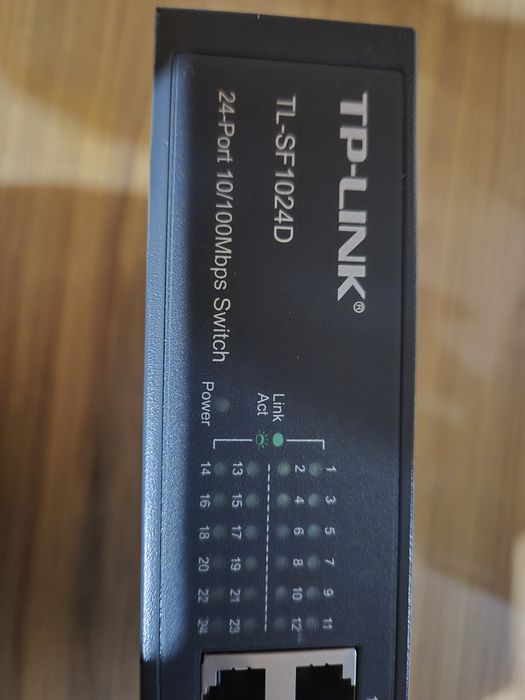 TP-LINK®
TL-SF1024D
24-Port 10/100Mbps Switch
Link
Act
Power
1 3 5 7 9 11
2 4 6 8 10 12
13 15 17 19 21 23
14 16 18 20 22 24
1